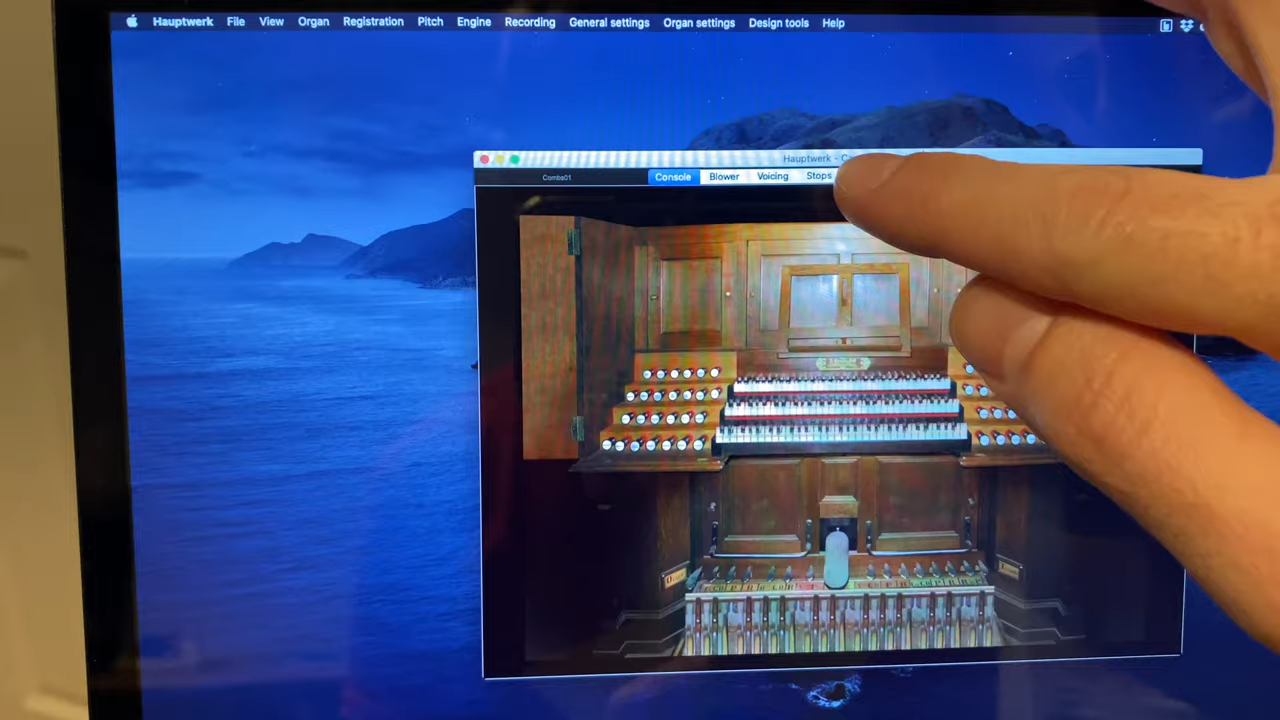 Hauptwerk File View Organ Registration Pitch Engine Recording General settings Organ settings Design tools Help
Hauptwerk -
Combs01 Console Blower Voicing Stops